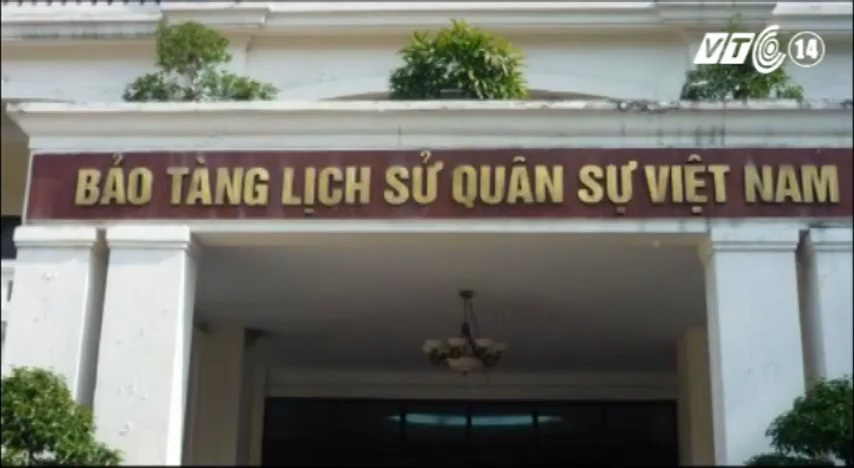 VTC 14
BẢO TÀNG LỊCH SỬ QUÂN SỰ VIỆT NAM